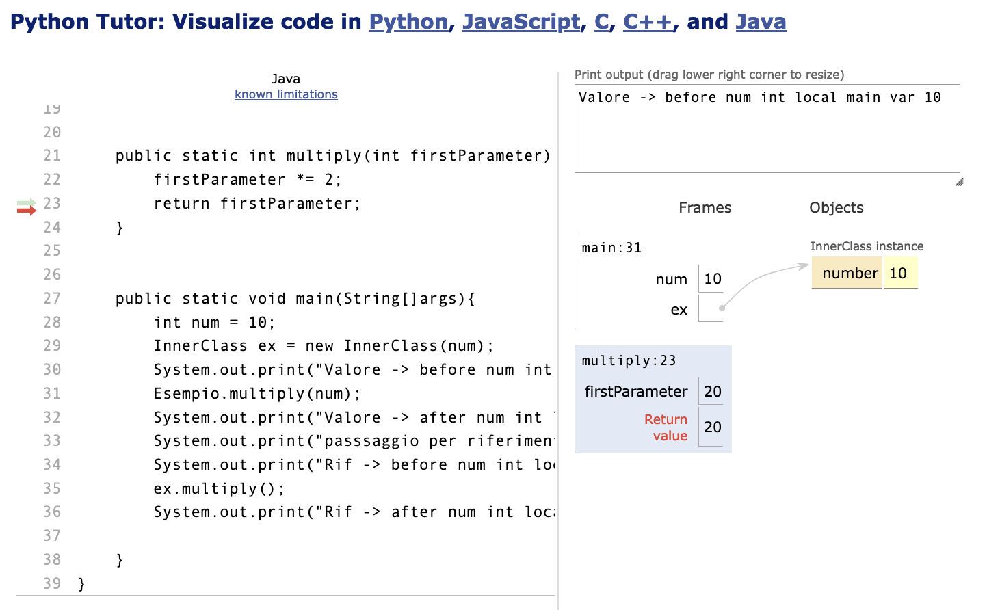 Python Tutor: Visualize code in Python, JavaScript, C, C++, and Java
Java
known limitations
19
20
21 public static int multiply(int firstParameter)
22 firstParameter *= 2;
23 return firstParameter;
24 }
25
26
27 public static void main(String[]args){
28 int num = 10;
29 InnerClass ex = new InnerClass(num);
30 System.out.print("Valore -> before num int
31 Esempio.multiply(num);
32 System.out.print("Valore -> after num int
33 System.out.print("passsaggio per riferimen
34 System.out.print("Rif -> before num int lo
35 ex.multiply();
36 System.out.print("Rif -> after num int loc
37
38 }
39 }
Print output (drag lower right corner to resize)
Valore -> before num int local main var 10
Frames Objects
main:31
num 10
ex
InnerClass instance
number 10
multiply:23
firstParameter 20
Return
value 20